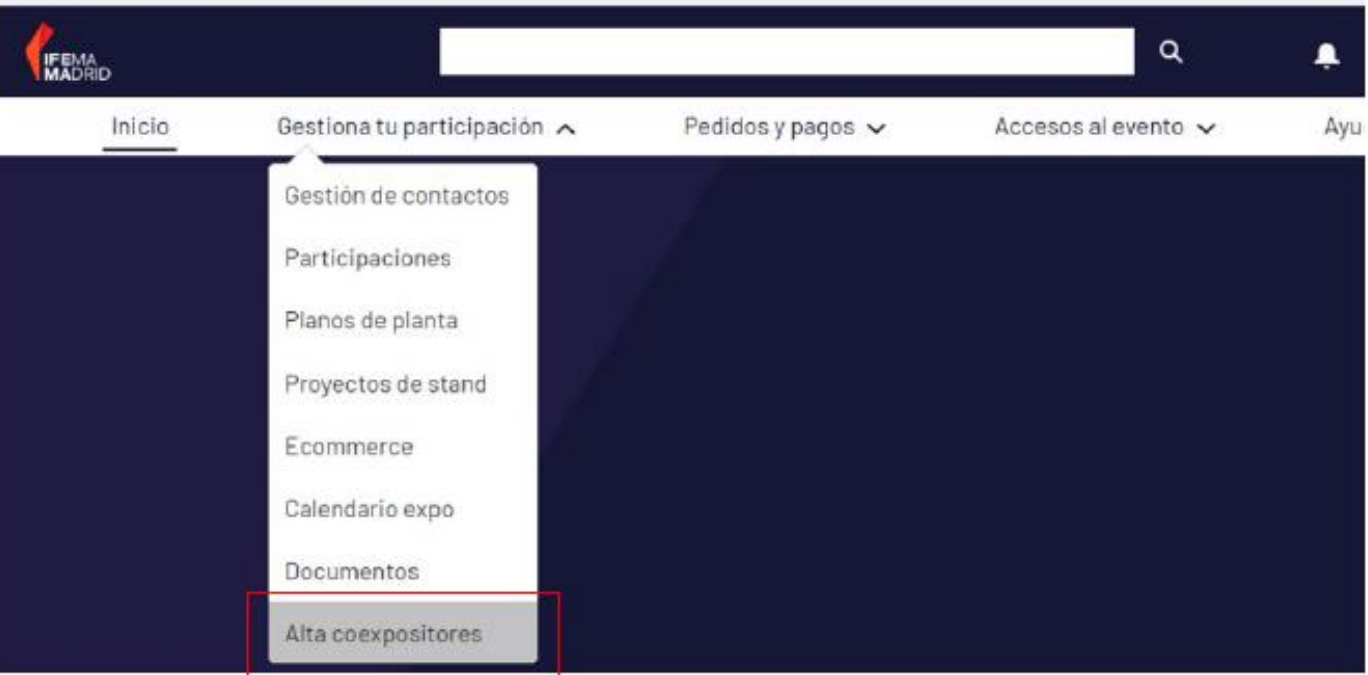 IFEMA
MADRID
Inicio Gestiona tu participación Pedidos y pagos Accesos al evento Ayu
Gestión de contactos
Participaciones
Planos de planta
Proyectos de stand
Ecommerce
Calendario expo
Documentos
Alta coexpositores